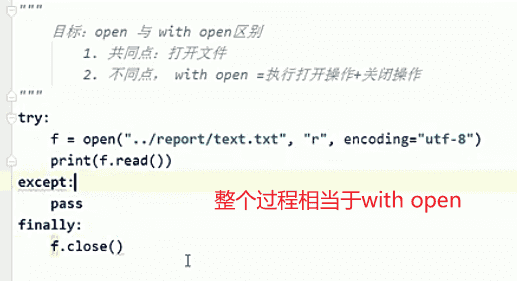 """
目标：open 与 with open区别
1. 共同点：打开文件
2. 不同点， with open =执行打开操作+关闭操作
"""
try:
f = open("../report/text.txt", "r", encoding="utf-8")
print(f.read())
except:
整个过程相当于with open
pass
finally:
f.close()